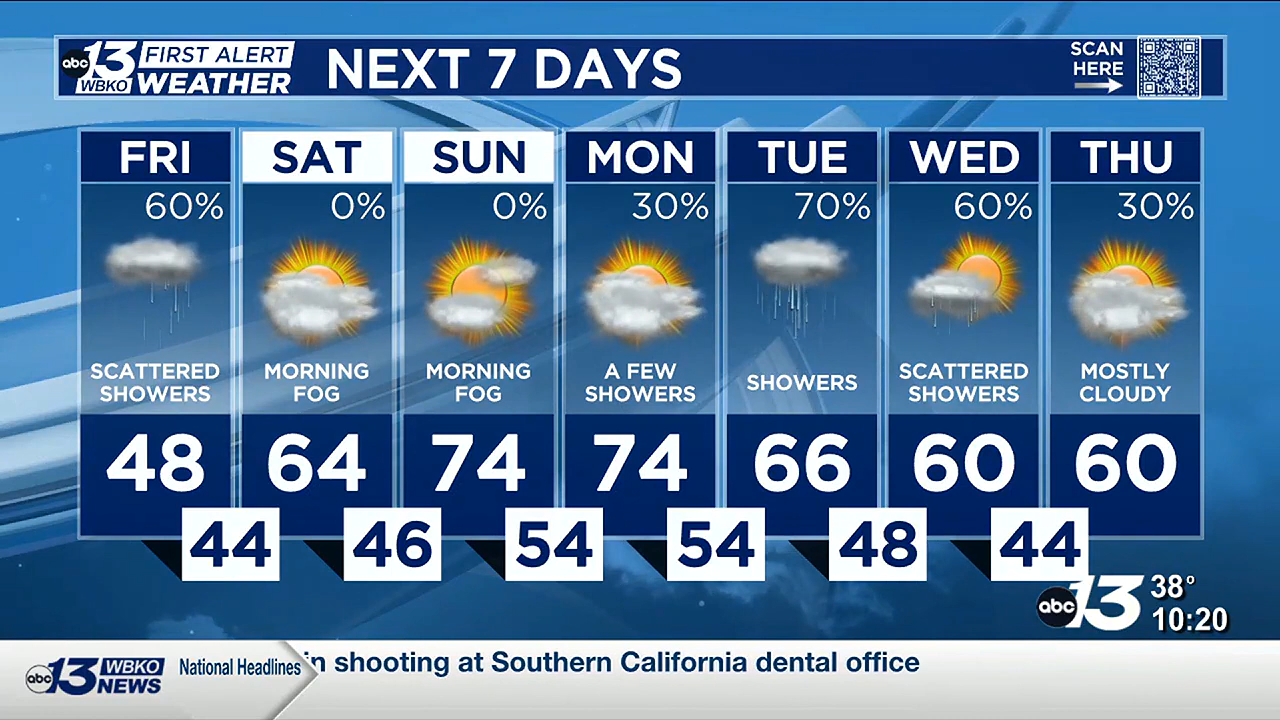 abc 13 WBKO FIRST ALERT WEATHER
NEXT 7 DAYS
SCAN
HERE
FRI SAT SUN MON TUE WED THU
60% 0% 0% 30% 70% 60% 30%
SCATTERED SHOWERS
MORNING FOG
MORNING FOG
A FEW SHOWERS
SHOWERS
SCATTERED SHOWERS
MOSTLY CLOUDY
48 64 74 74 66 60 60
44 46 54 54 48 44
abc 13 38°
10:20
abc 13 WBKO NEWS
National Headlines
in shooting at Southern California dental office